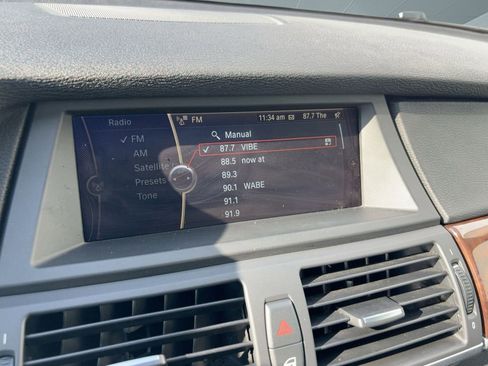 Radio
FM
11:34 am
87.7 The
✓ FM
AM
Satellite
Presets
Tone
Manual
✓ 87.7 VIBE
88.5 now at
89.3
90.1 WABE
91.1
91.9
0